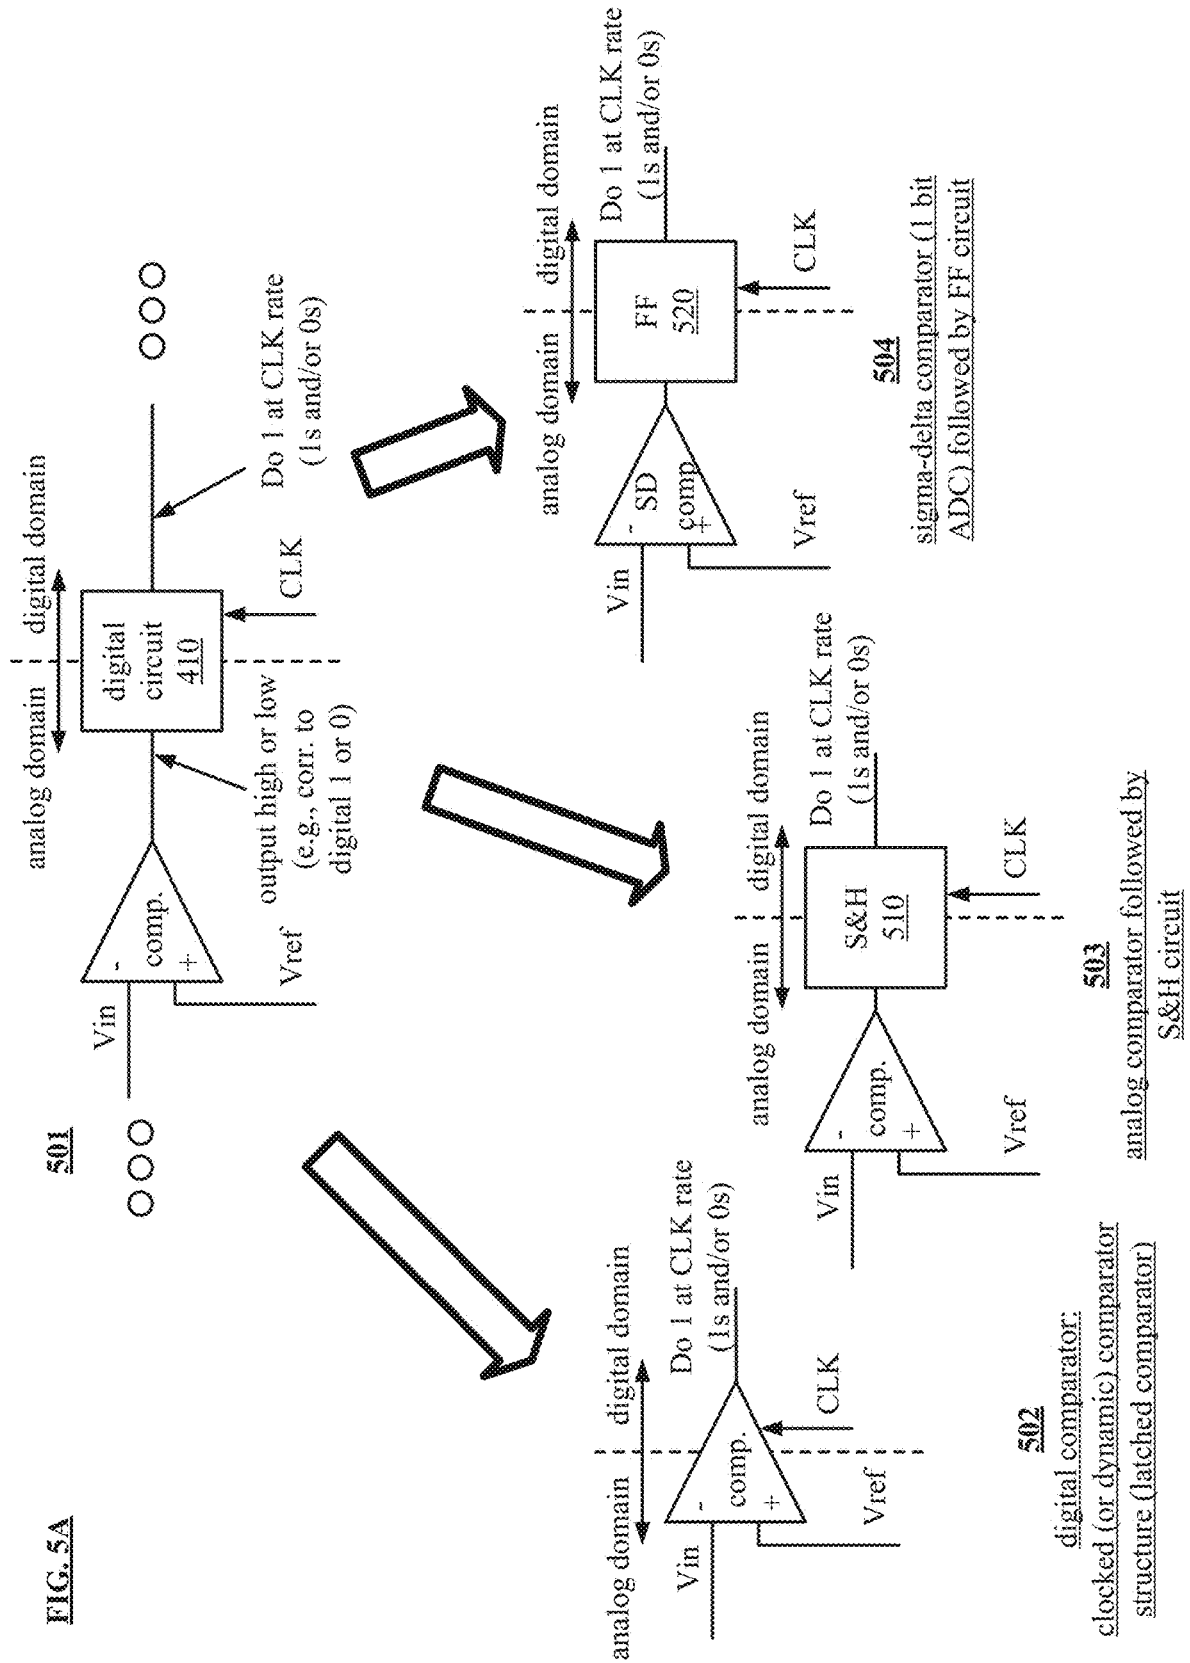 FIG. 5A
501
analog domain
digital domain
Vin
-
comp.
+
Vref
digital
circuit
410
CLK
output high or low
(e.g., corr. to
digital 1 or 0)
Do 1 at CLK rate
(1s and/or 0s)
analog domain
digital domain
Vin
-
comp.
+
Vref
CLK
Do 1 at CLK rate
(1s and/or 0s)
502
digital comparator:
clocked (or dynamic) comparator
structure (latched comparator)
analog domain
digital domain
Vin
-
comp.
+
Vref
S&H
510
CLK
Do 1 at CLK rate
(1s and/or 0s)
503
analog comparator followed by
S&H circuit
analog domain
digital domain
Vin
-
SD
comp
+
Vref
FF
520
CLK
Do 1 at CLK rate
(1s and/or 0s)
504
sigma-delta comparator (1 bit
ADC) followed by FF circuit